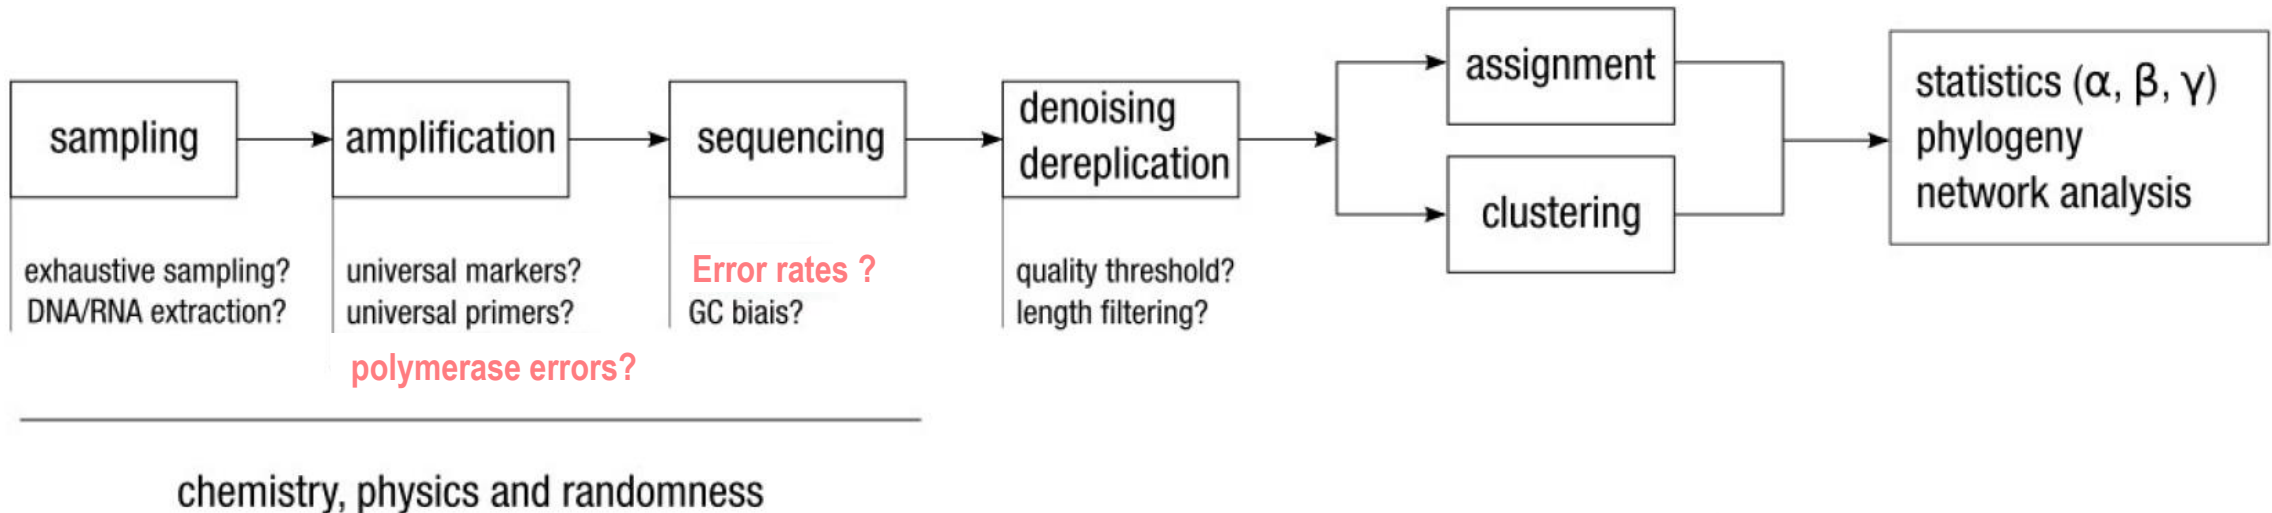 sampling
amplification
sequencing
denoising
dereplication
assignment
clustering
statistics (α, β, γ)
phylogeny
network analysis
exhaustive sampling?
DNA/RNA extraction?
universal markers?
universal primers?
polymerase errors?
Error rates ?
GC biais?
quality threshold?
length filtering?
chemistry, physics and randomness